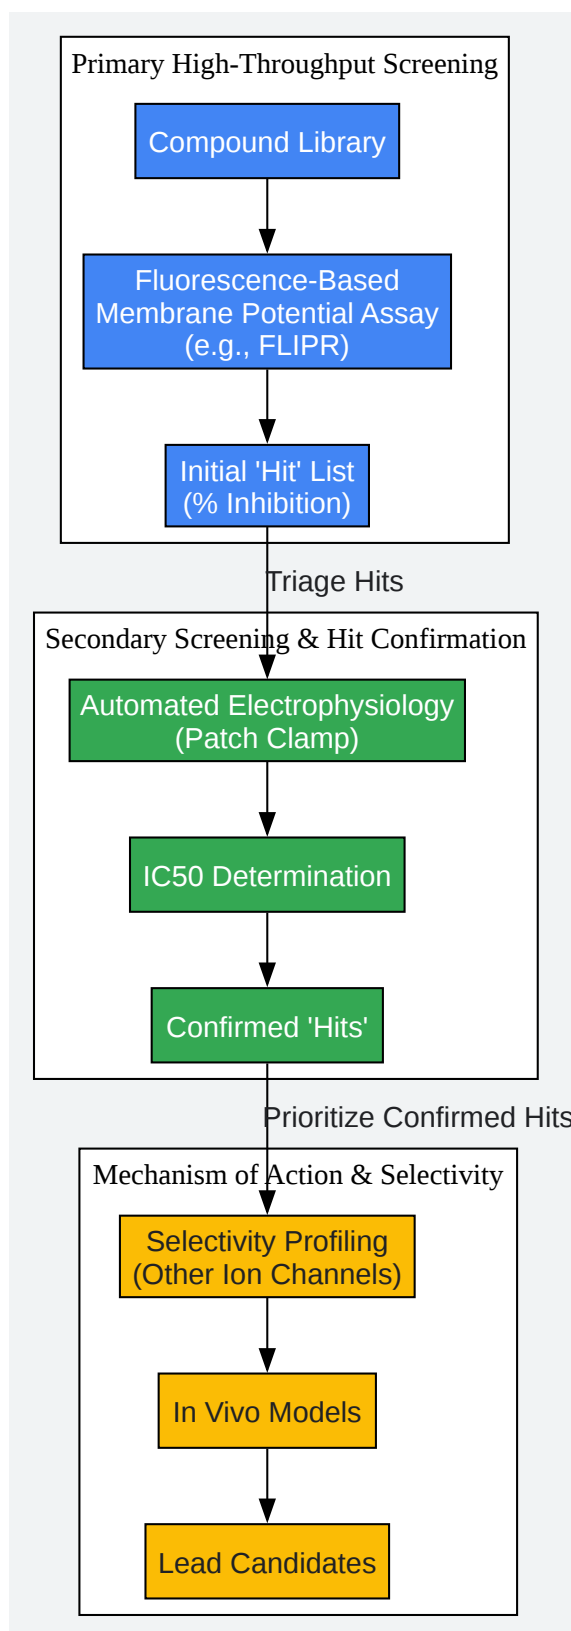 Primary High-Throughput Screening
Compound Library
Fluorescence-Based
Membrane Potential Assay
(e.g., FLIPR)
Initial 'Hit' List
(% Inhibition)
Triage Hits
Secondary Screening & Hit Confirmation
Automated Electrophysiology
(Patch Clamp)
IC50 Determination
Confirmed 'Hits'
Prioritize Confirmed Hits
Mechanism of Action & Selectivity
Selectivity Profiling
(Other Ion Channels)
In Vivo Models
Lead Candidates